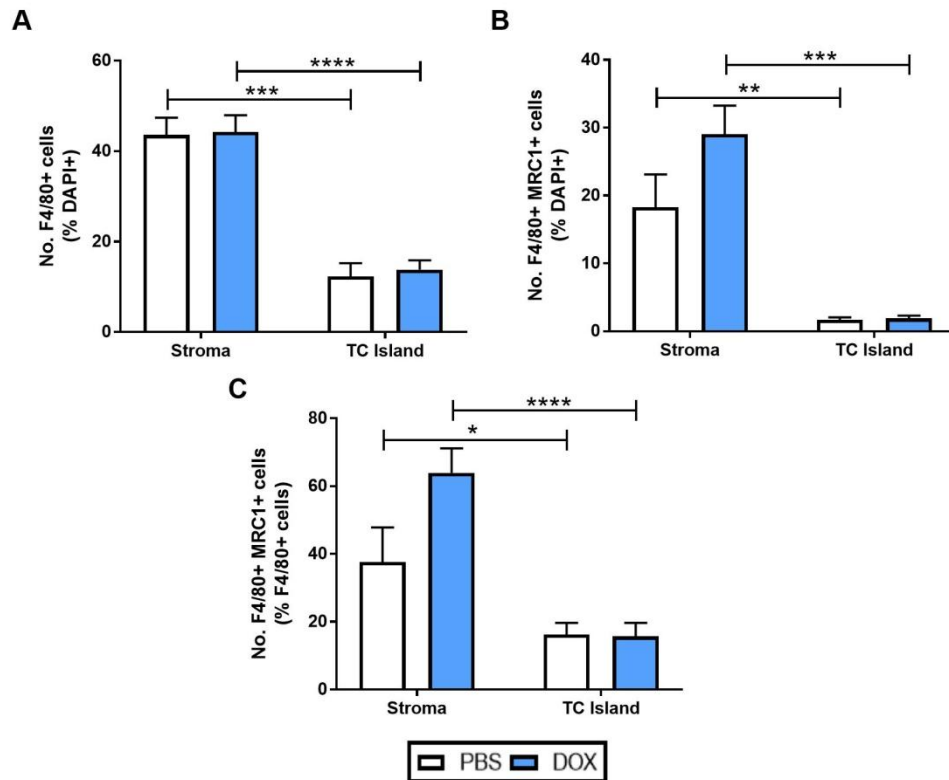 A
No. F4/80+ cells
(% DAPI+)
60
40
20
0
***
****
Stroma
TC Island
B
No. F4/80+ MRC1+ cells
(% DAPI+)
40
30
20
10
0
**
***
Stroma
TC Island
C
No. F4/80+ MRC1+ cells
(% F4/80+ cells)
80
60
40
20
0
*
****
Stroma
TC Island
PBS
DOX